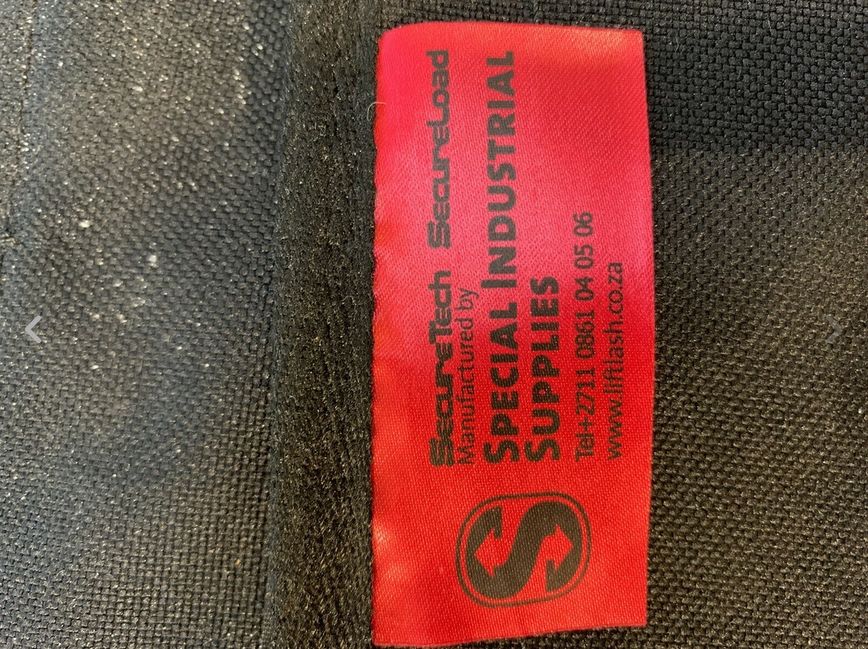 SecureTech SecureLoad
Manufactured by
SPECIAL INDUSTRIAL
SUPPLIES
Tel+2711 0861 04 05 06
www.liftlash.co.za